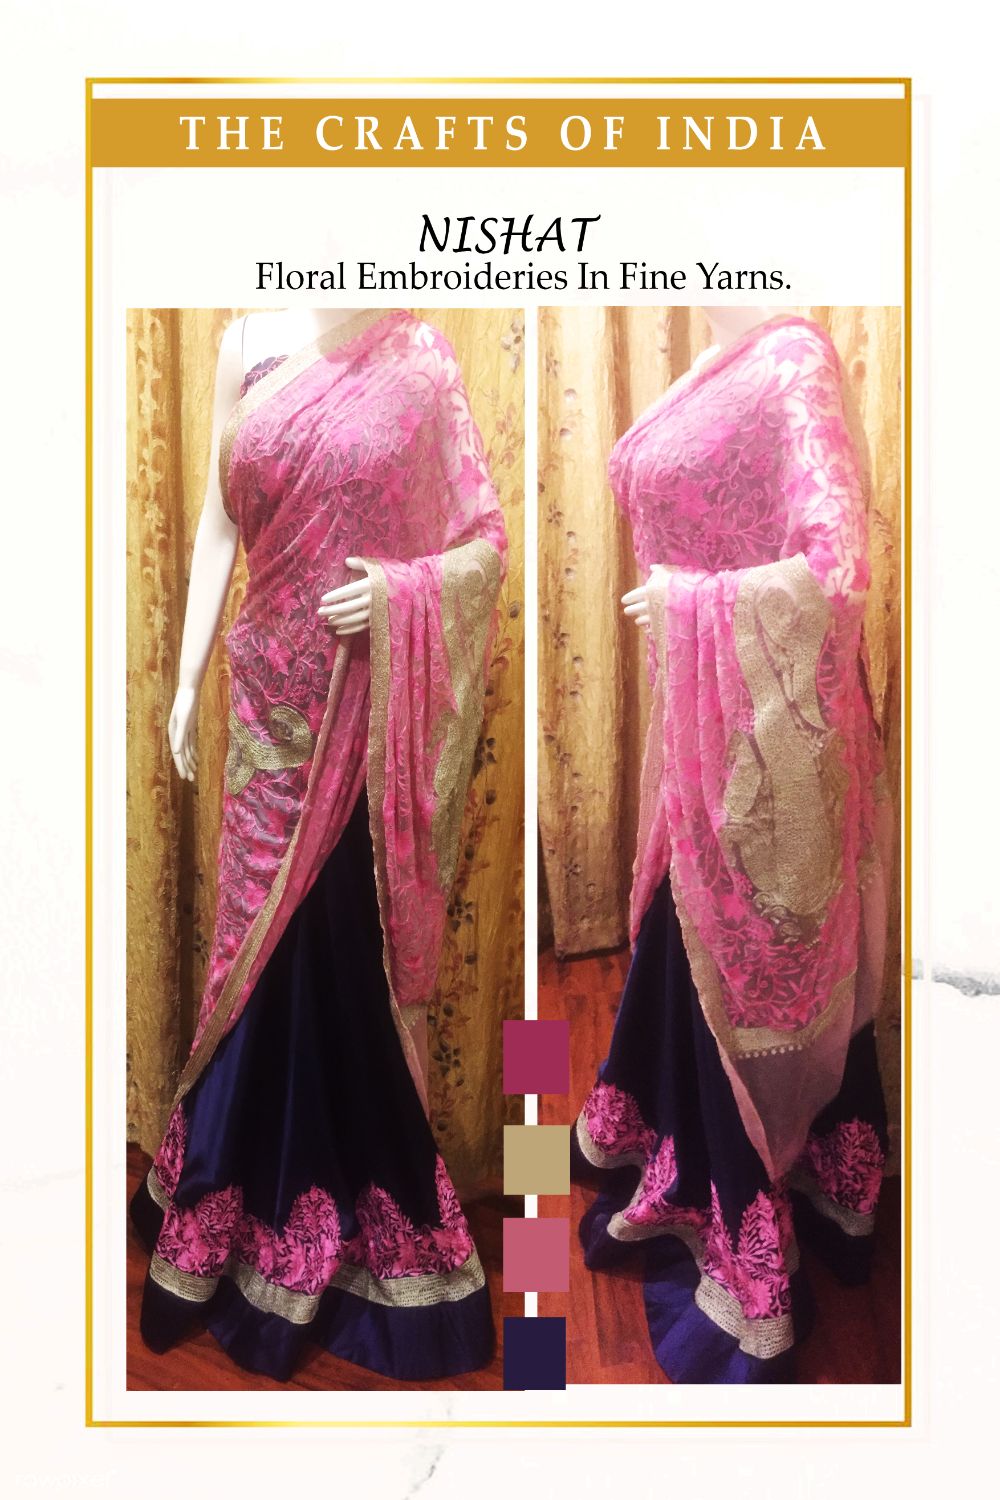 THE CRAFTS OF INDIA
NISHAT
Floral Embroideries In Fine Yarns.